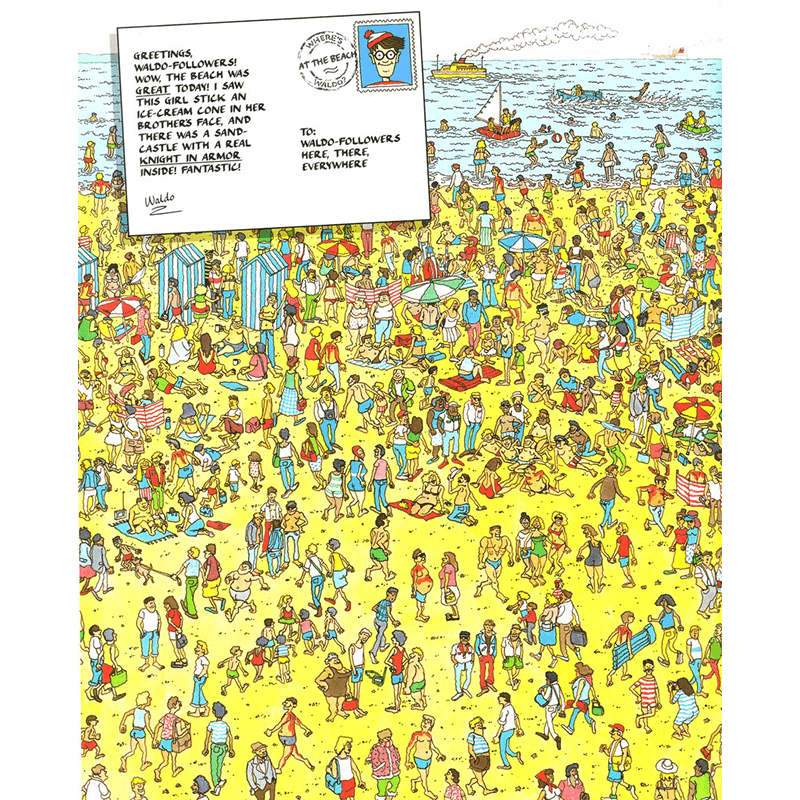 GREETINGS,
WALDO-FOLLOWERS!
WOW, THE BEACH WAS
GREAT TODAY! I SAW
THIS GIRL STICK AN
ICE-CREAM CONE IN HER
BROTHER'S FACE, AND
THERE WAS A SAND-
CASTLE WITH A REAL
KNIGHT IN ARMOR
INSIDE! FANTASTIC!
Waldo
WHERE'S
AT THE BEACH
WALDO?
TO:
WALDO-FOLLOWERS
HERE, THERE,
EVERYWHERE